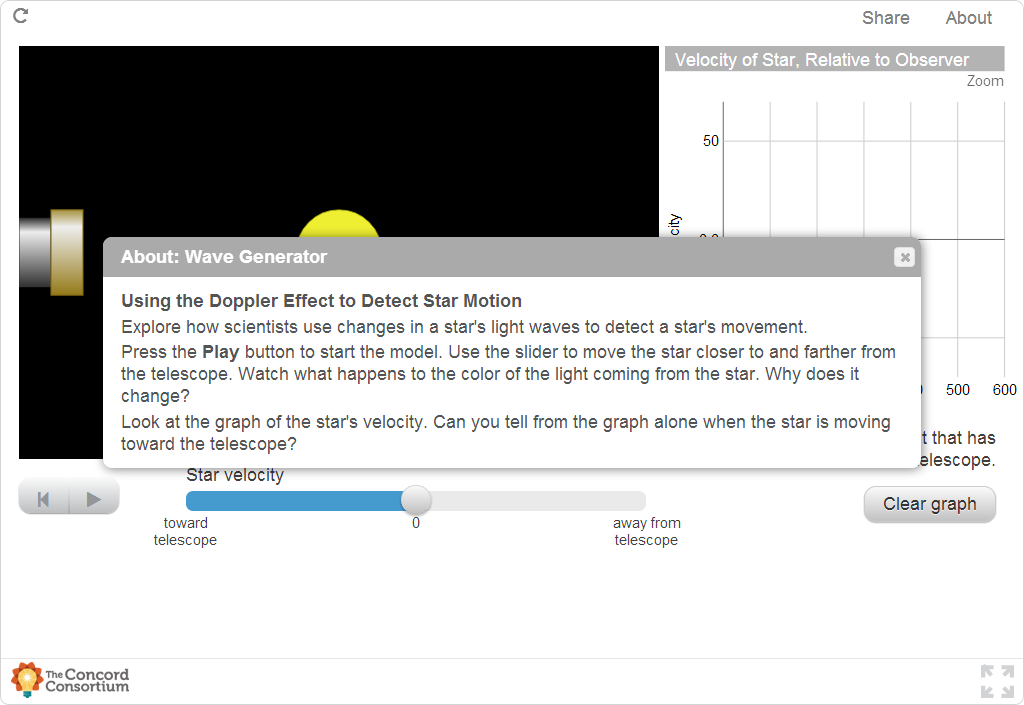 Share About
Velocity of Star, Relative to Observer
Zoom
50
About: Wave Generator
Using the Doppler Effect to Detect Star Motion
Explore how scientists use changes in a star's light waves to detect a star's movement.
Press the Play button to start the model. Use the slider to move the star closer to and farther from
the telescope. Watch what happens to the color of the light coming from the star. Why does it
change?
Look at the graph of the star's velocity. Can you tell from the graph alone when the star is moving
toward the telescope?
500 600
that has
telescope.
Star velocity
toward
telescope
0
away from
telescope
Clear graph
The Concord
Consortium